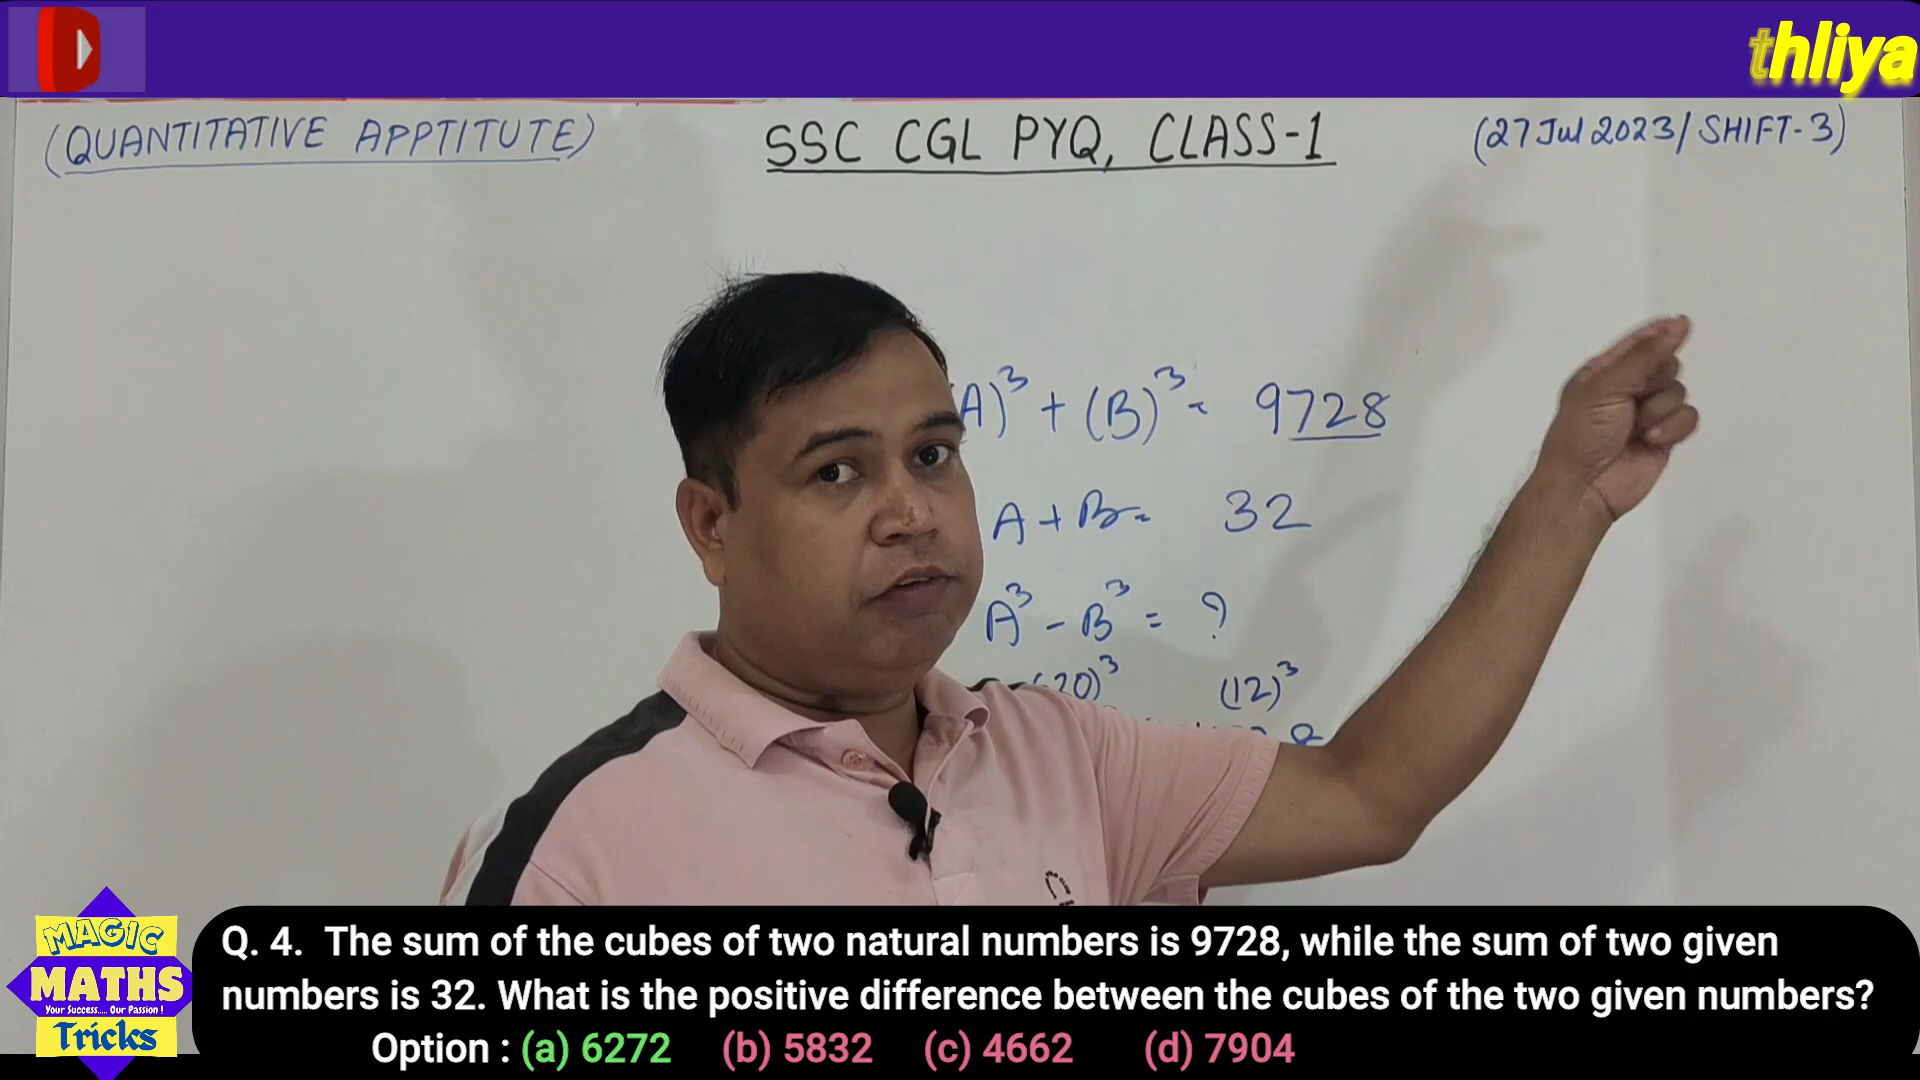 thliya
(QUANTITATIVE APPTITUTE)
SSC CGL PYQ, CLASS-1
(27 Jul 2023/ SHIFT-3)
A)³ + (B)³ = 9728
A + B = 32
A³ - B³ = ?
(20)³ (12)³
MAGIC
MATHS
Your Success.... Our Passion !
Tricks
Q. 4. The sum of the cubes of two natural numbers is 9728, while the sum of two given
numbers is 32. What is the positive difference between the cubes of the two given numbers?
Option : (a) 6272 (b) 5832 (c) 4662 (d) 7904